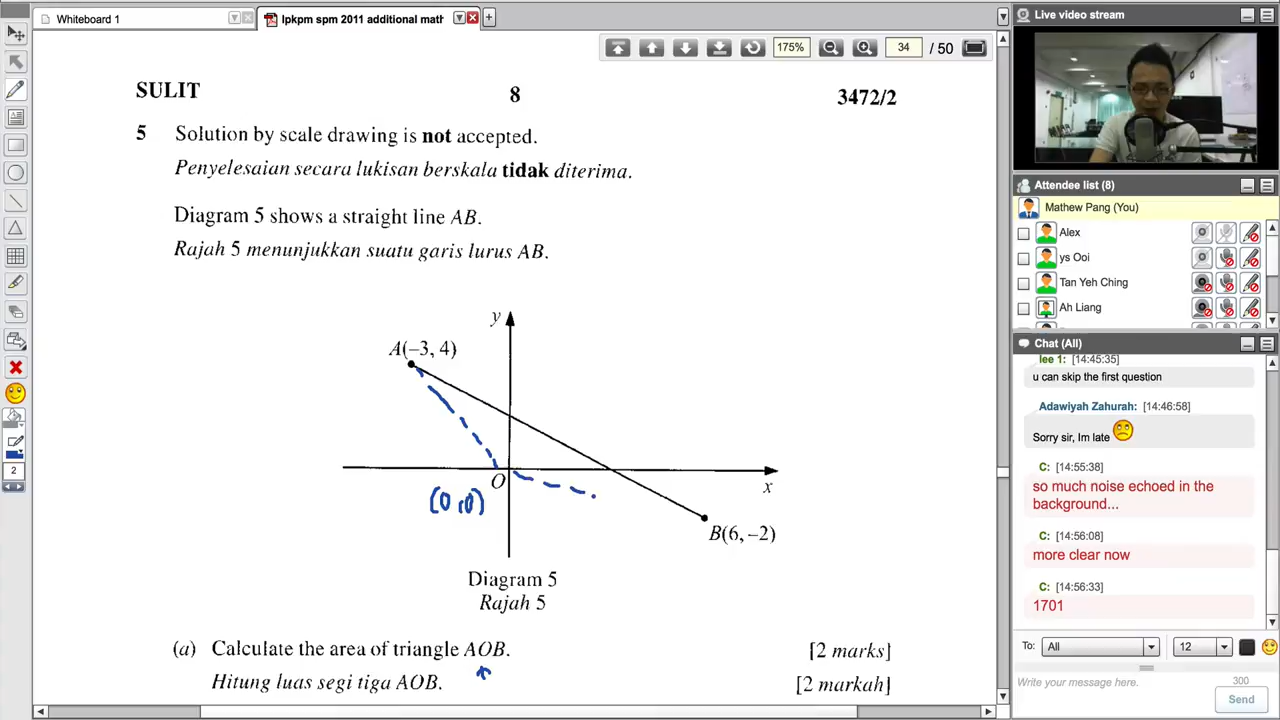 Whiteboard 1
lpkpm spm 2011 additional math
175%
34
/ 50
SULIT
8
3472/2
5 Solution by scale drawing is not accepted.
Penyelesaian secara lukisan berskala tidak diterima.
Diagram 5 shows a straight line AB.
Rajah 5 menunjukkan suatu garis lurus AB.
y
A(–3, 4)
O
x
(0,0)
B(6, –2)
Diagram 5
Rajah 5
(a) Calculate the area of triangle AOB. [2 marks]
Hitung luas segi tiga AOB. [2 markah]
2
Live video stream
Attendee list (8)
Mathew Pang (You)
Alex
ys Ooi
Tan Yeh Ching
Ah Liang
Chat (All)
lee 1: [14:45:35]
u can skip the first question
Adawiyah Zahurah: [14:46:58]
Sorry sir, Im late
C: [14:55:38]
so much noise echoed in the
background...
C: [14:56:08]
more clear now
C: [14:56:33]
1701
To: All 12
Write your message here.
300
Send